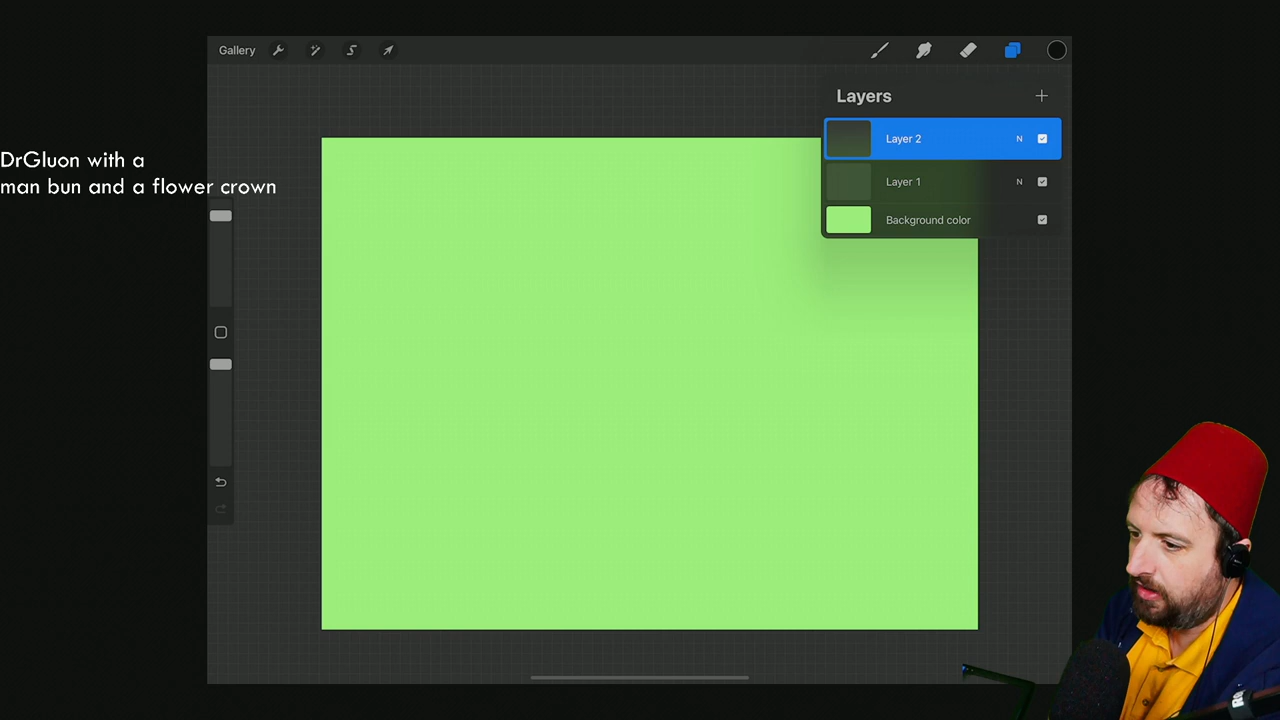 Gallery
Layers
Layer 2 N
Layer 1 N
Background color
DrGluon with a
man bun and a flower crown